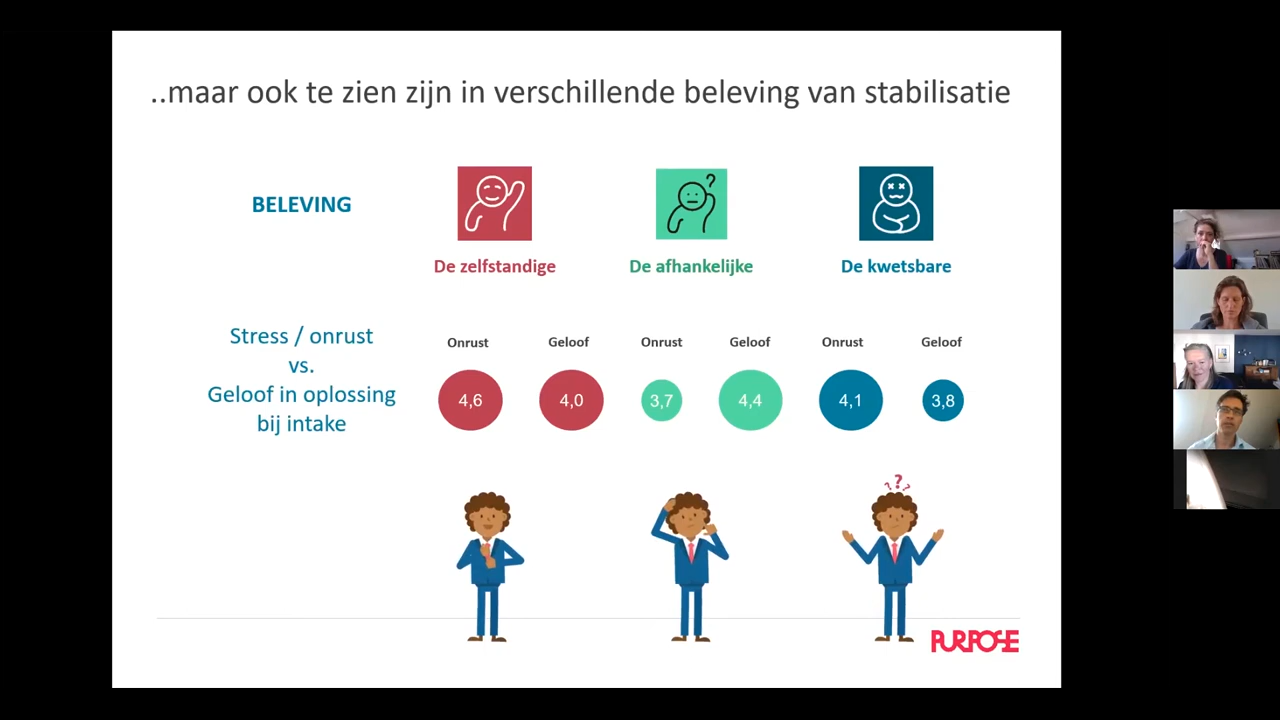 ..maar ook te zien zijn in verschillende beleving van stabilisatie
BELEVING
?
De zelfstandige
De afhankelijke
De kwetsbare
Stress / onrust
vs.
Geloof in oplossing
bij intake
Onrust
Geloof
Onrust
Geloof
Onrust
Geloof
4,6
4,0
3,7
4,4
4,1
3,8
? ? ?
PURPOSE